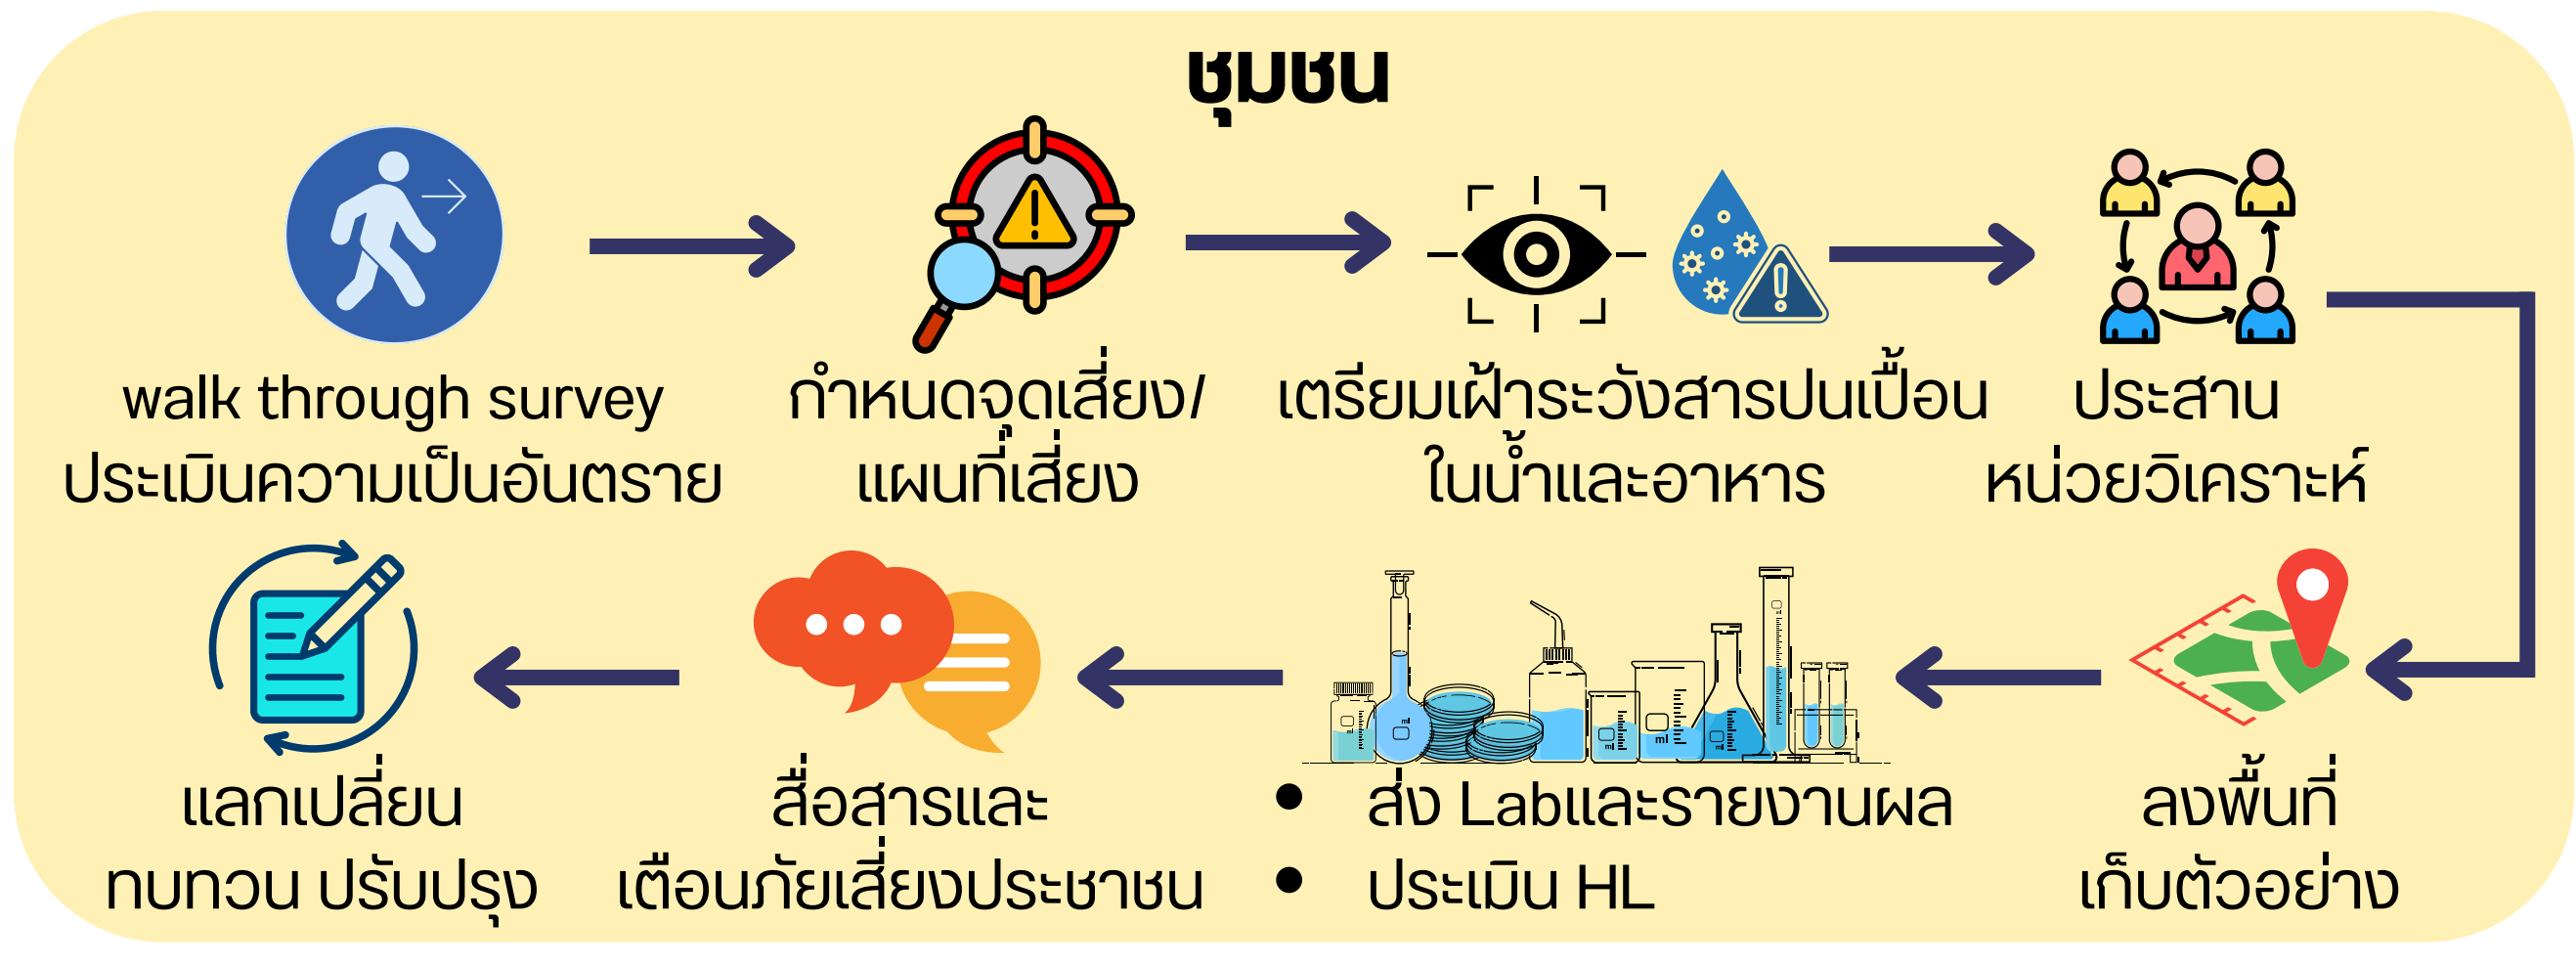 ชุมชน
walk through survey
ประเมินความเป็นอันตราย
กำหนดจุดเสี่ยง/
แผนที่เสี่ยง
เตรียมเฝ้าระวังสารปนเปื้อน
ในน้ำและอาหาร
ประสาน
หน่วยวิเคราะห์
ลงพื้นที่
เก็บตัวอย่าง
• ส่ง Labและรายงานผล
• ประเมิน HL
สื่อสารและ
เตือนภัยเสี่ยงประชาชน
แลกเปลี่ยน
ทบทวน ปรับปรุง